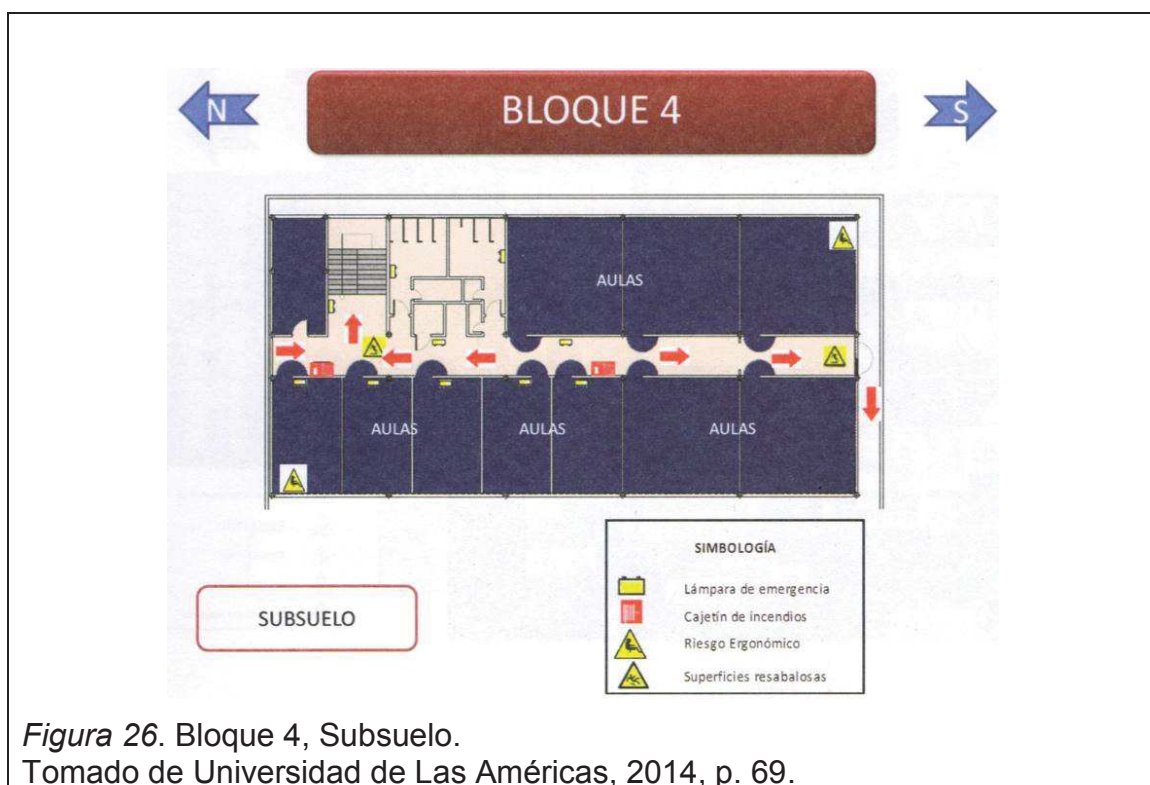 N
BLOQUE 4
S
AULAS
AULAS
AULAS
AULAS
SIMBOLOGÍA
Lámpara de emergencia
Cajetín de incendios
Riesgo Ergonómico
Superficies resabalosas
SUBSUELO
Figura 26. Bloque 4, Subsuelo.
Tomado de Universidad de Las Américas, 2014, p. 69.